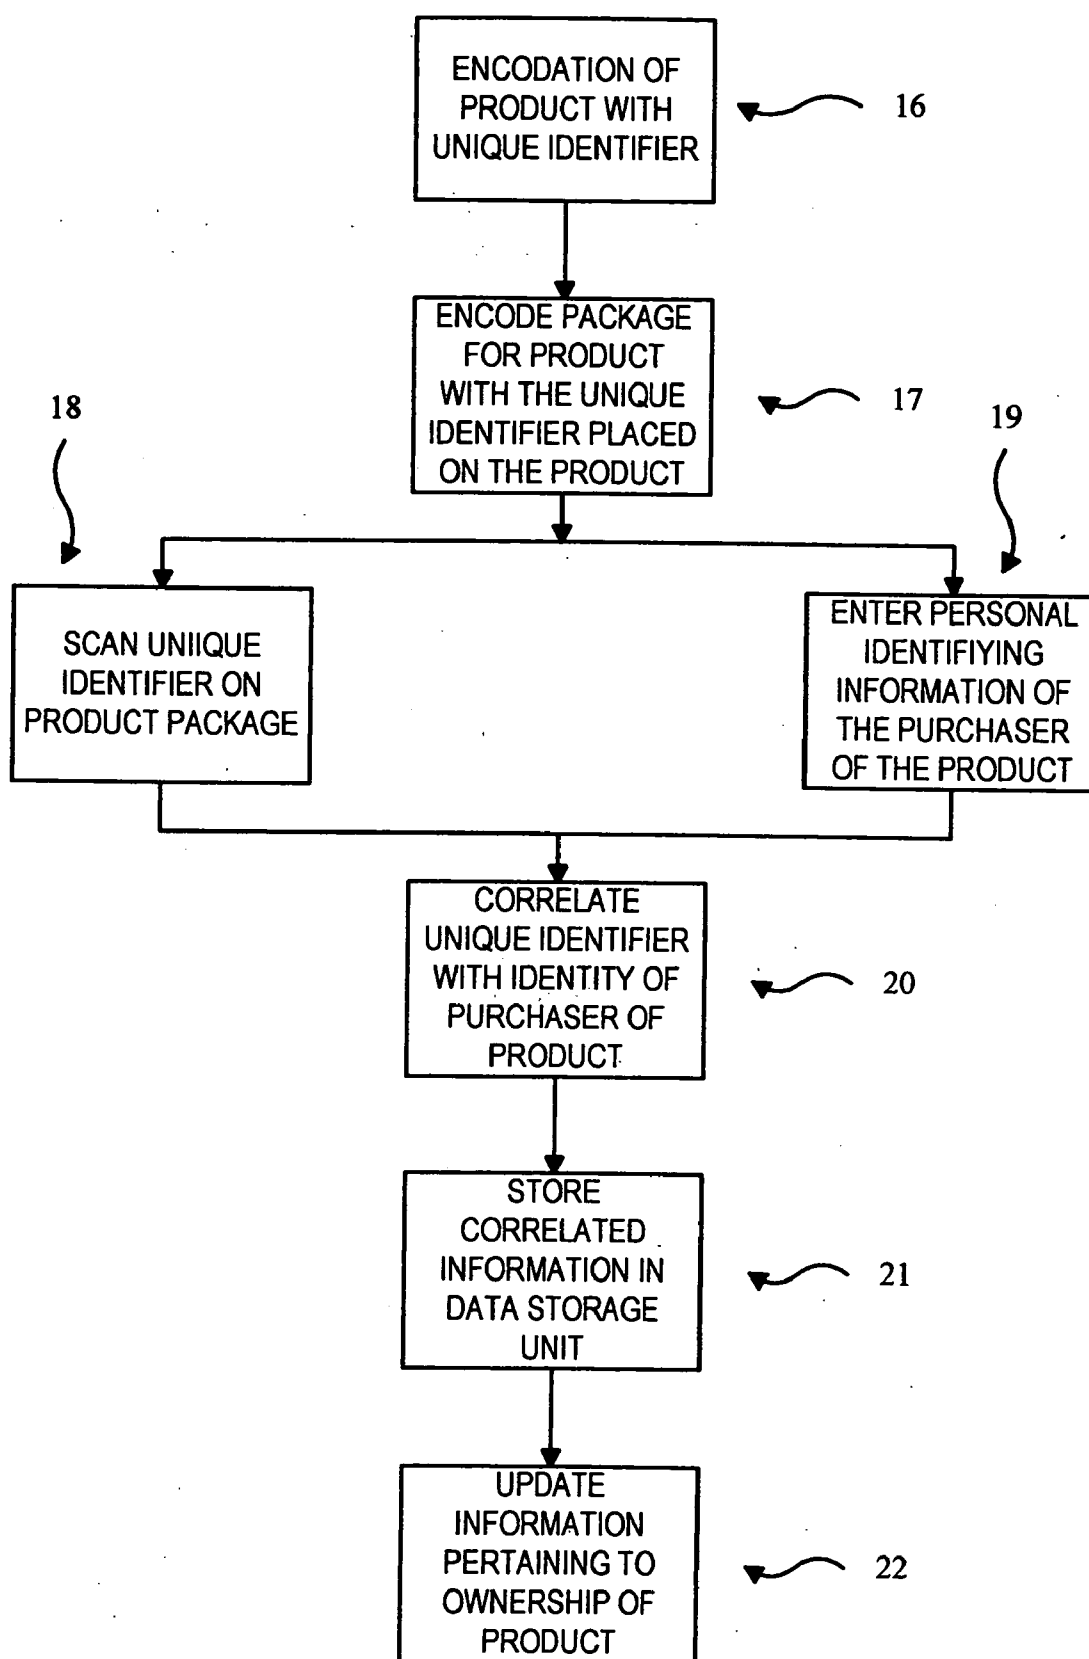 ENCODATION OF
PRODUCT WITH
UNIQUE IDENTIFIER
16
ENCODE PACKAGE
FOR PRODUCT
WITH THE UNIQUE
IDENTIFIER PLACED
ON THE PRODUCT
17
18
19
SCAN UNIIQUE
IDENTIFIER ON
PRODUCT PACKAGE
ENTER PERSONAL
IDENTIFIYING
INFORMATION OF
THE PURCHASER
OF THE PRODUCT
CORRELATE
UNIQUE IDENTIFIER
WITH IDENTITY OF
PURCHASER OF
PRODUCT
20
STORE
CORRELATED
INFORMATION IN
DATA STORAGE
UNIT
21
UPDATE
INFORMATION
PERTAINING TO
OWNERSHIP OF
PRODUCT
22